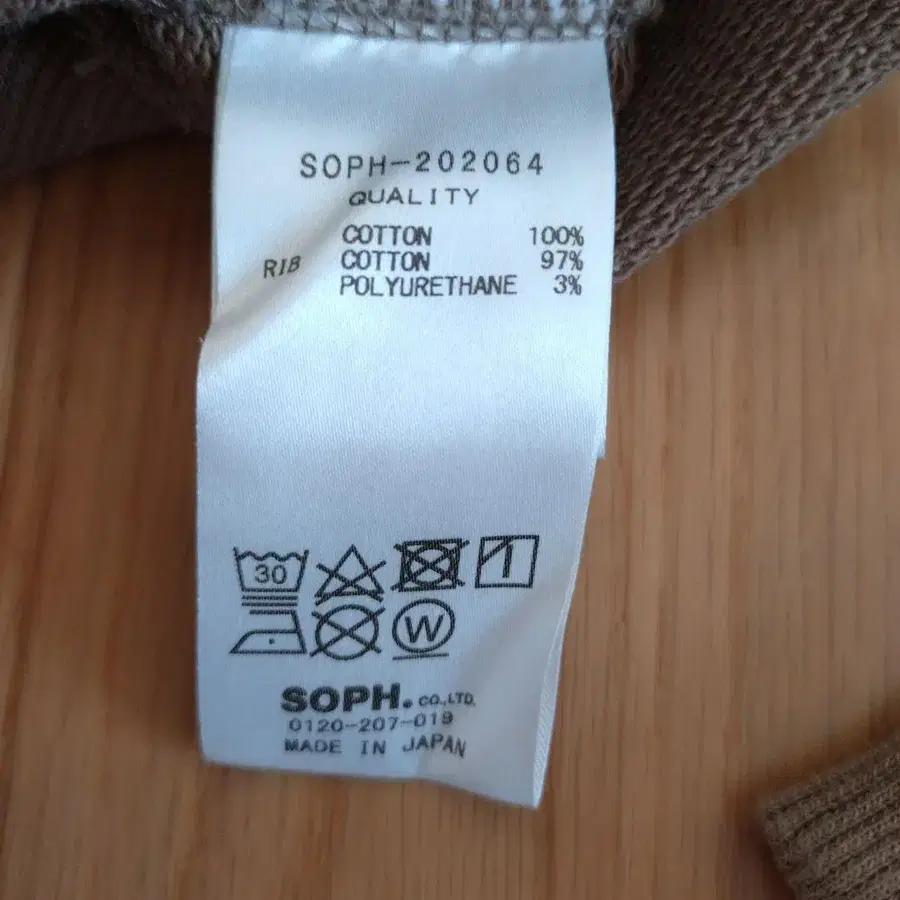 SOPH-202064
QUALITY
COTTON 100%
RIB COTTON 97%
POLYURETHANE 3%
30
W
SOPH. CO.,LTD.
0120-207-019
MADE IN JAPAN